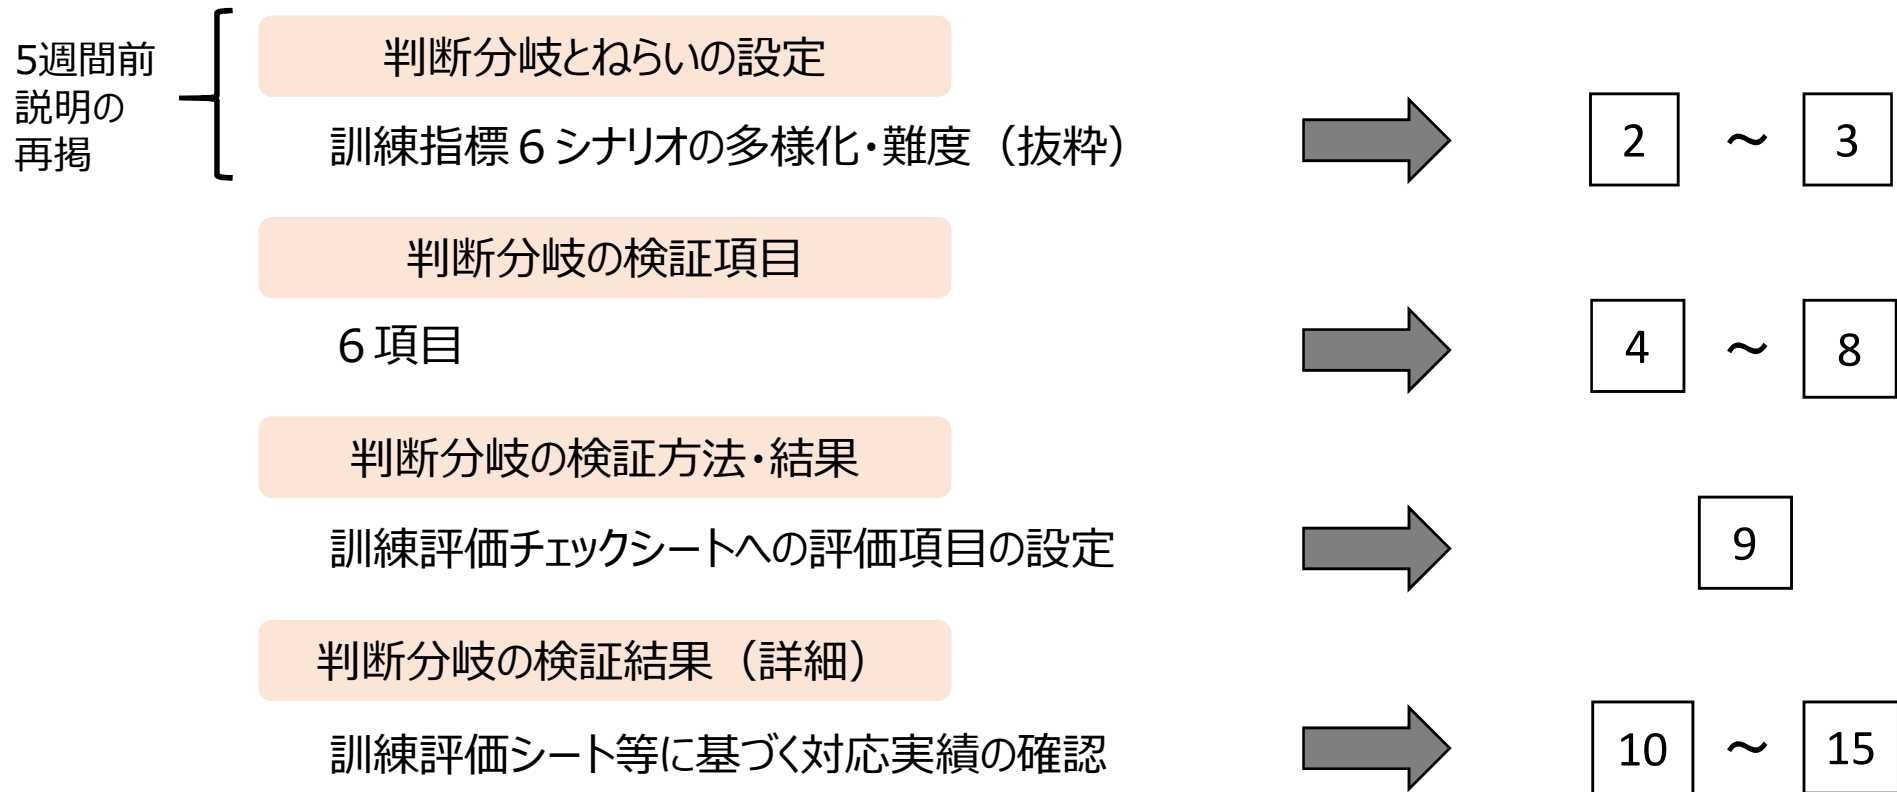 5週間前
説明の
再掲
判断分岐とねらいの設定
訓練指標6シナリオの多様化・難度（抜粋）
2 ～ 3
判断分岐の検証項目
6項目
4 ～ 8
判断分岐の検証方法・結果
訓練評価チェックシートへの評価項目の設定
9
判断分岐の検証結果（詳細）
訓練評価シート等に基づく対応実績の確認
10 ～ 15